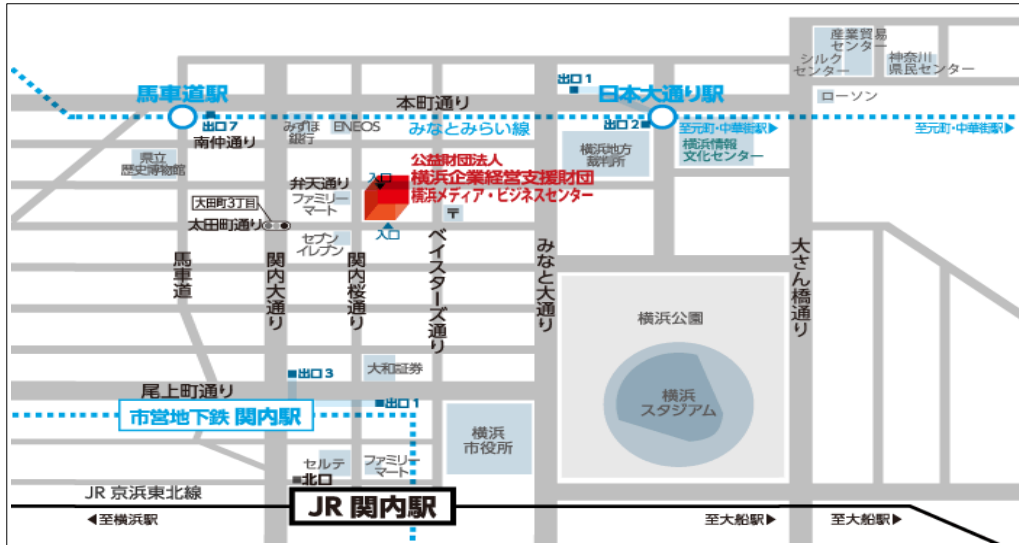 産業貿易
センター
シルク
センター
神奈川
県民センター
ローソン
出口1
馬車道駅
本町通り
日本大通り駅
出口7
みずほ
銀行
ENEOS
みなとみらい線
出口2
至元町・中華街駅▶
至元町・中華街駅▶
南仲通り
県立
歴史博物館
横浜地方
裁判所
横浜情報
文化センター
公益財団法人
横浜企業経営支援財団
横浜メディア・ビジネスセンター
入口
弁天通り
ファミリー
マート
大田町3丁目
太田町通り
〒
セブン
イレブン
入口
馬車道
関内大通り
関内桜通り
ベイスターズ通り
みなと大通り
大さん橋通り
横浜公園
横浜
スタジアム
大和証券
出口3
尾上町通り
出口1
市営地下鉄 関内駅
横浜
市役所
セルテ
ファミリー
マート
北口
JR 京浜東北線
JR 関内駅
◀至横浜駅
至大船駅▶
至大船駅▶